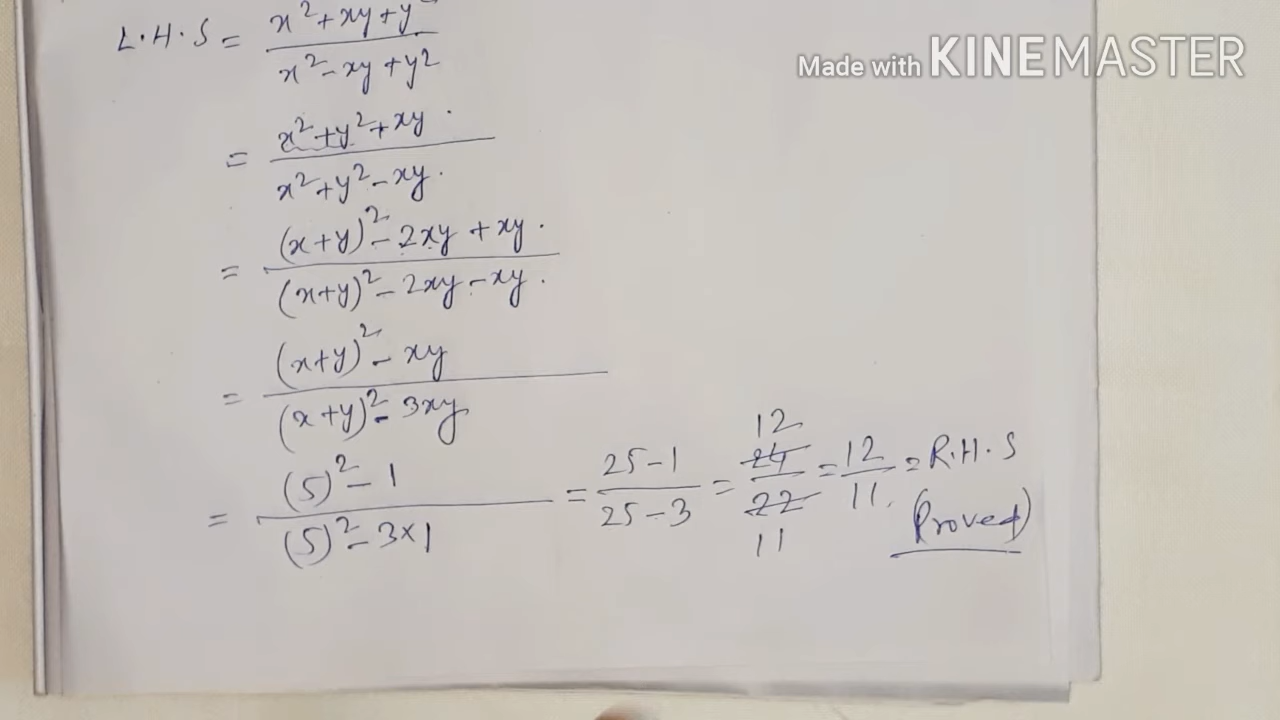 Made with KINEMASTER
L.H.S = x²+xy+y² / x²-xy+y²
= x²+y²+xy. / x²+y²-xy.
= (x+y)²-2xy+xy. / (x+y)²-2xy-xy.
= (x+y)²-xy / (x+y)²-3xy
= (5)²-1 / (5)²-3×1 = 25-1 / 25-3 = 12 24 / 22 11 = 12 / 11. = R.H.S
(Proved)